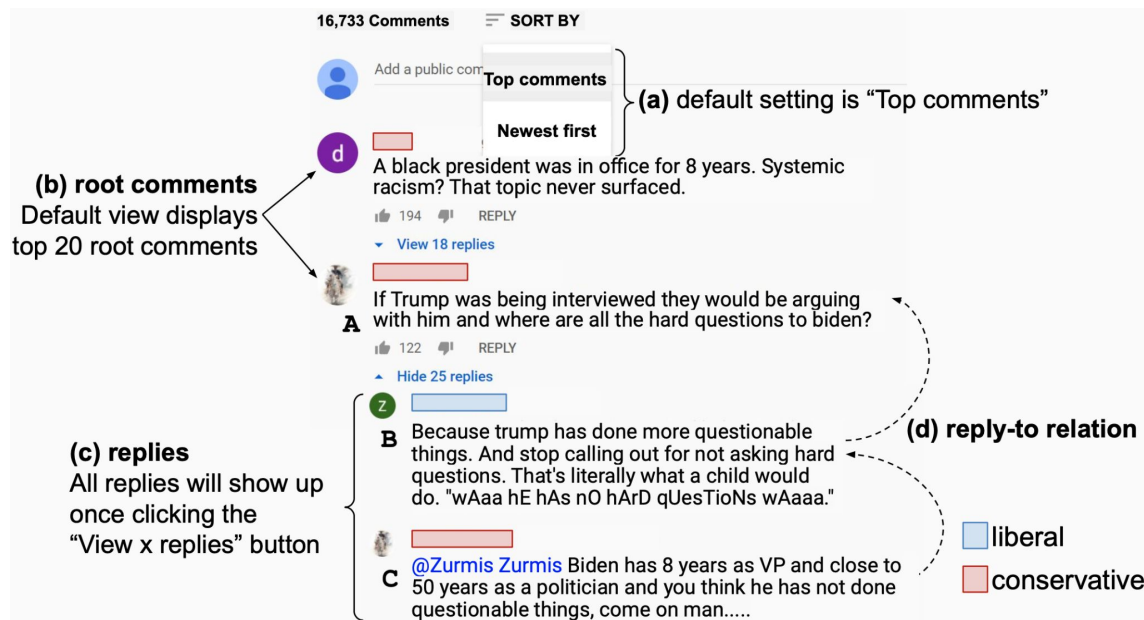 16,733 Comments SORT BY
Add a public com
Top comments
(a) default setting is “Top comments”
Newest first
d
A black president was in office for 8 years. Systemic
racism? That topic never surfaced.
(b) root comments
Default view displays
top 20 root comments
194 REPLY
View 18 replies
If Trump was being interviewed they would be arguing
A with him and where are all the hard questions to biden?
122 REPLY
Hide 25 replies
Z
B Because trump has done more questionable
things. And stop calling out for not asking hard
questions. That's literally what a child would
do. "wAaa hE hAs nO hArD qUesTioNs wAaaa."
(d) reply-to relation
(c) replies
All replies will show up
once clicking the
“View x replies” button
C @Zurmis Zurmis Biden has 8 years as VP and close to
50 years as a politician and you think he has not done
questionable things, come on man.....
liberal
conservative